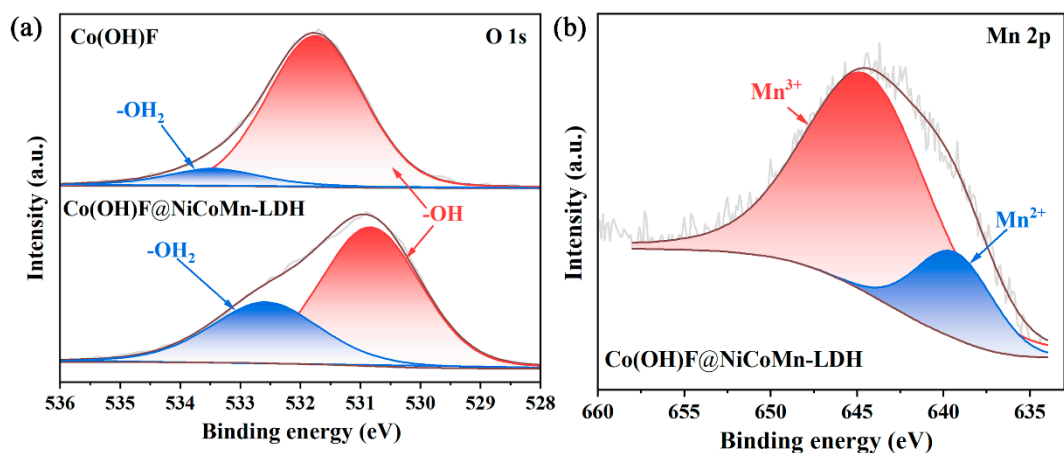 (a)
Co(OH)F
O 1s
-OH₂
Co(OH)F@NiCoMn-LDH
-OH
-OH₂
Intensity (a.u.)
536 535 534 533 532 531 530 529 528
Binding energy (eV)
(b)
Mn 2p
Mn³⁺
Mn²⁺
Co(OH)F@NiCoMn-LDH
Intensity (a.u.)
660 655 650 645 640 635
Binding energy (eV)